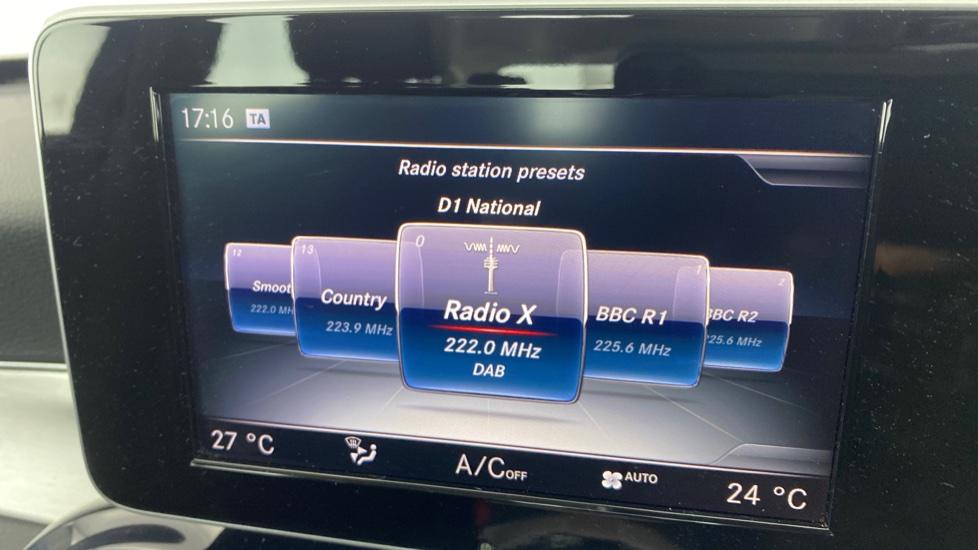 17:16 TA
Radio station presets
D1 National
12 13 0 1 2
Smoot Country Radio X BBC R1 BBC R2
222.0 MH 223.9 MHz 222.0 MHz 225.6 MHz 225.6 MHz
DAB
27 °C A/C OFF AUTO 24 °C